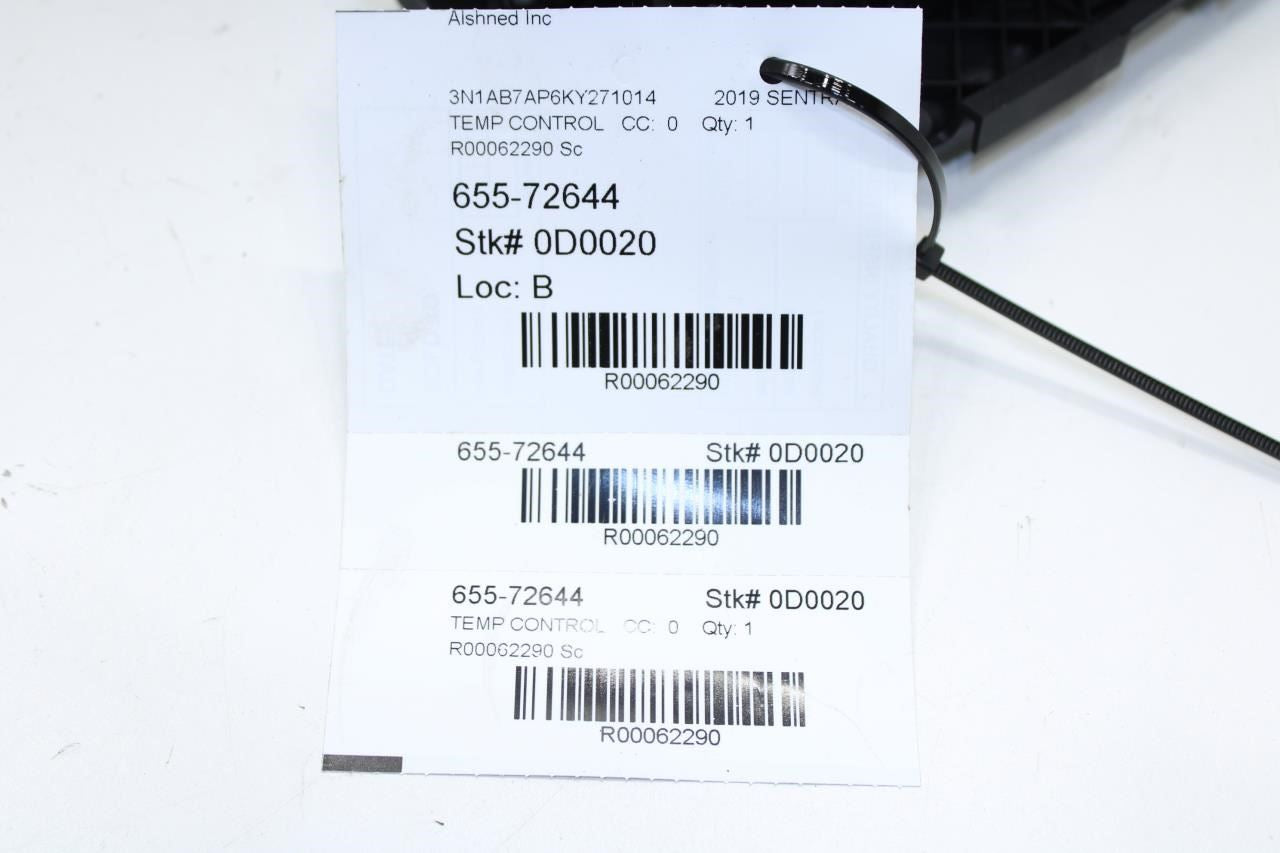 Alshned Inc
3N1AB7AP6KY271014 2019 SENTRA
TEMP CONTROL CC: 0 Qty: 1
R00062290 Sc
655-72644
Stk# 0D0020
Loc: B
R00062290
655-72644 Stk# 0D0020
R00062290
655-72644 Stk# 0D0020
TEMP CONTROL CC: 0 Qty: 1
R00062290 Sc
R00062290